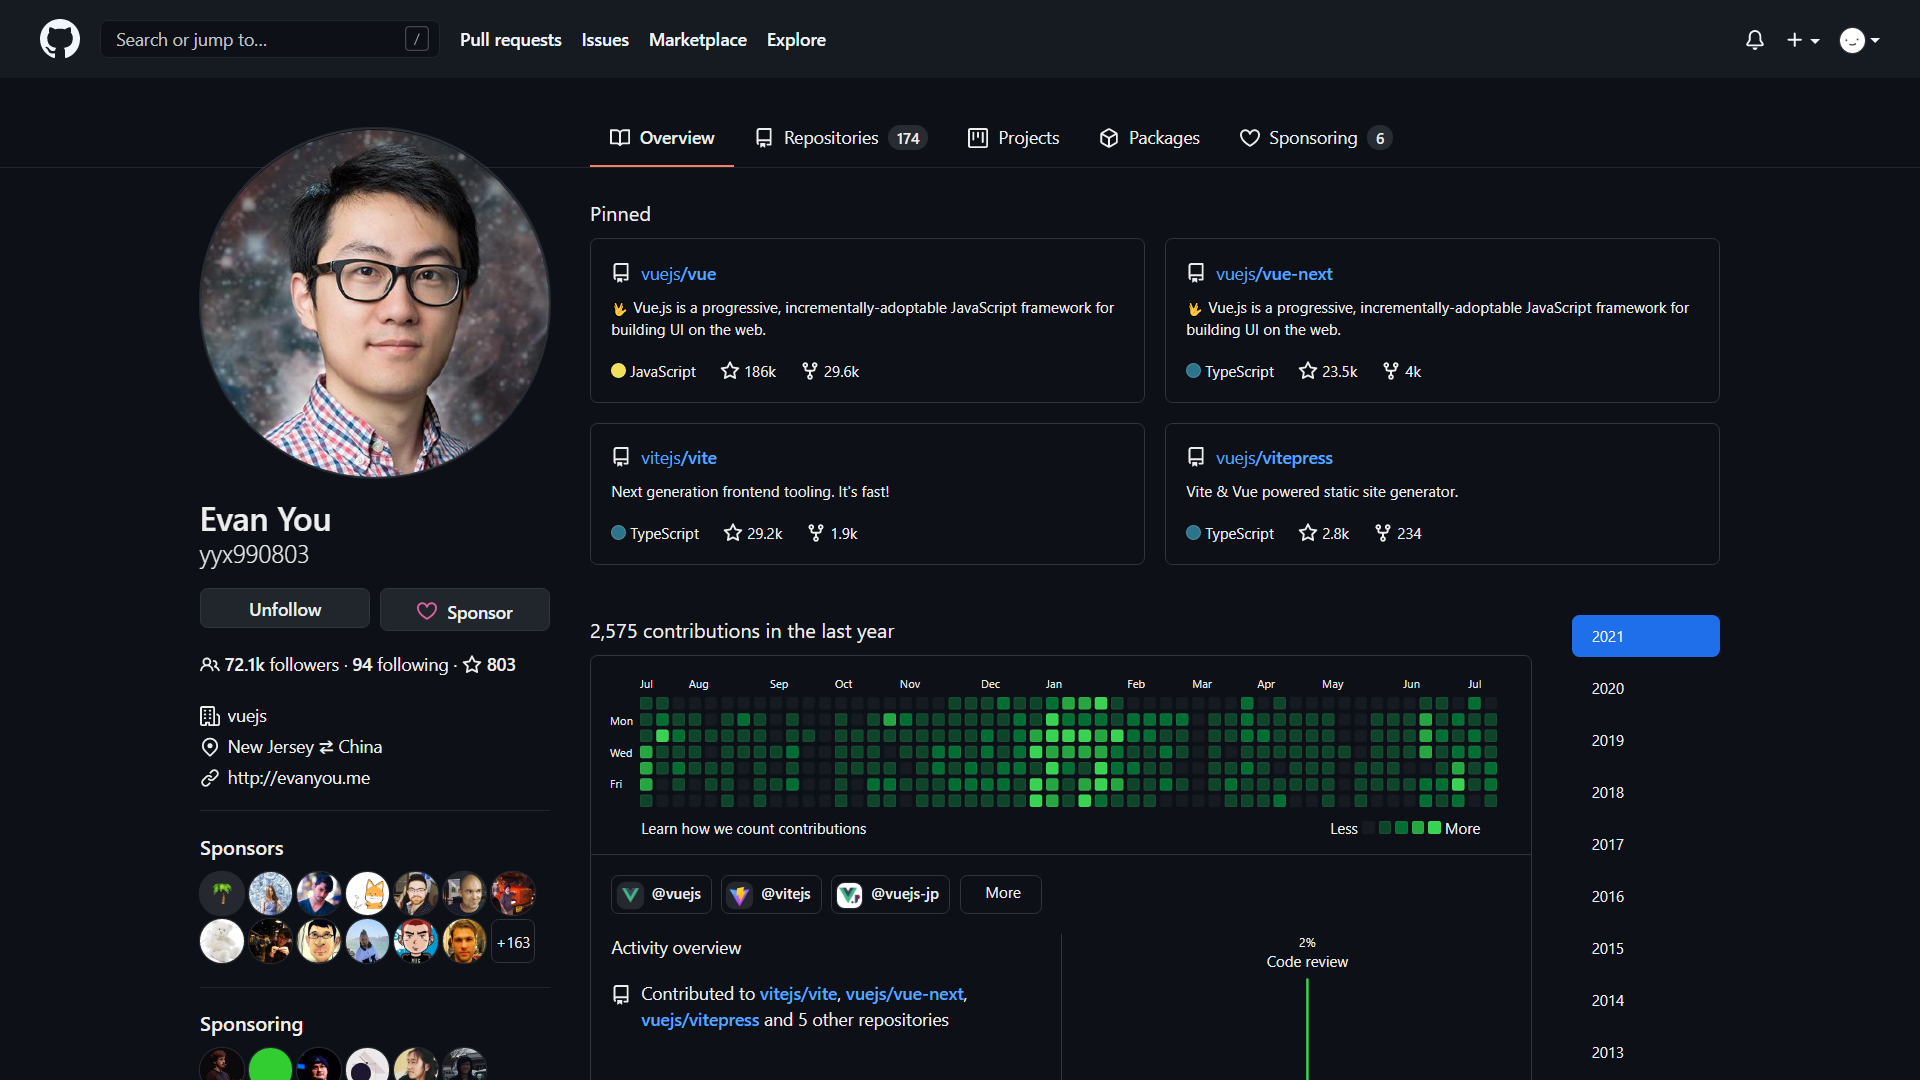 Search or jump to...
/
Pull requests
Issues
Marketplace
Explore
Overview
Repositories 174
Projects
Packages
Sponsoring 6
Evan You
yyx990803
Unfollow
Sponsor
72.1k followers · 94 following · 803
vuejs
New Jersey ⇄ China
http://evanyou.me
Sponsors
+163
Sponsoring
Pinned
vuejs/vue
🖖 Vue.js is a progressive, incrementally-adoptable JavaScript framework for
building UI on the web.
JavaScript 186k 29.6k
vuejs/vue-next
🖖 Vue.js is a progressive, incrementally-adoptable JavaScript framework for
building UI on the web.
TypeScript 23.5k 4k
vitejs/vite
Next generation frontend tooling. It's fast!
TypeScript 29.2k 1.9k
vuejs/vitepress
Vite & Vue powered static site generator.
TypeScript 2.8k 234
2,575 contributions in the last year
Jul Aug Sep Oct Nov Dec Jan Feb Mar Apr May Jun Jul
Mon
Wed
Fri
Learn how we count contributions
Less More
@vuejs
@vitejs
@vuejs-jp
More
Activity overview
Contributed to vitejs/vite, vuejs/vue-next,
vuejs/vitepress and 5 other repositories
2%
Code review
2021
2020
2019
2018
2017
2016
2015
2014
2013